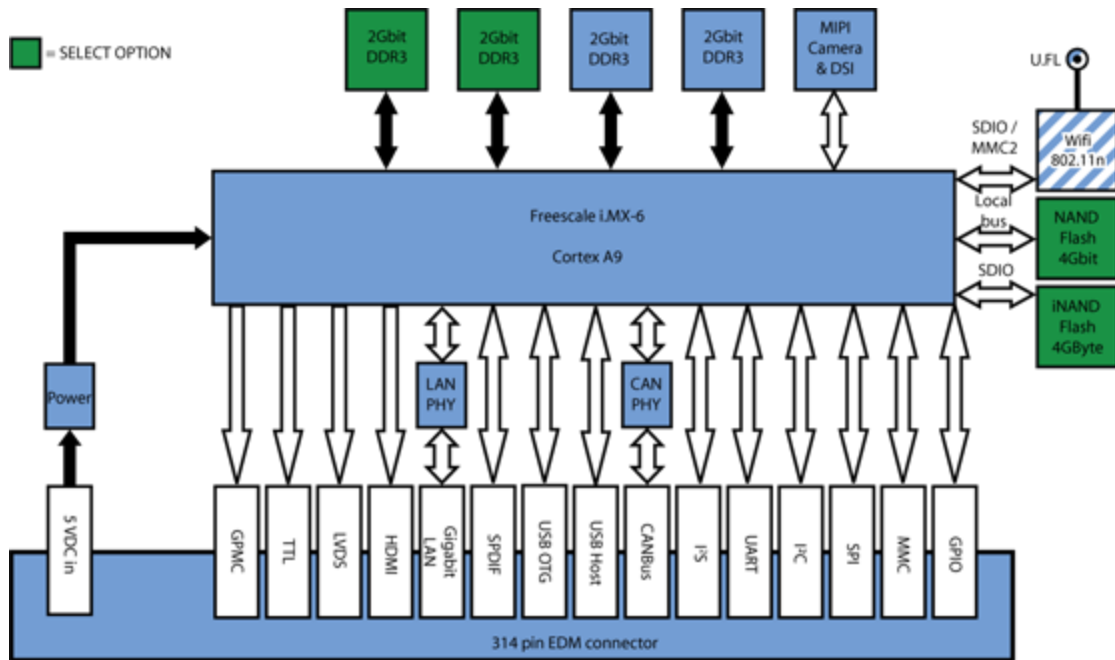 = SELECT OPTION
2Gbit
DDR3
2Gbit
DDR3
2Gbit
DDR3
2Gbit
DDR3
MIPI
Camera
& DSI
U.FL
SDIO /
MMC2
Wifi
802.11n
Local
bus
NAND
Flash
4Gbit
SDIO
iNAND
Flash
4GByte
Freescale i.MX-6
Cortex A9
Power
LAN
PHY
CAN
PHY
5 VDC in
GPMC
TTL
LVDS
HDMI
Gigabit
LAN
SPDIF
USB OTG
USB Host
CANBus
I²S
UART
I²C
SPI
MMC
GPIO
314 pin EDM connector